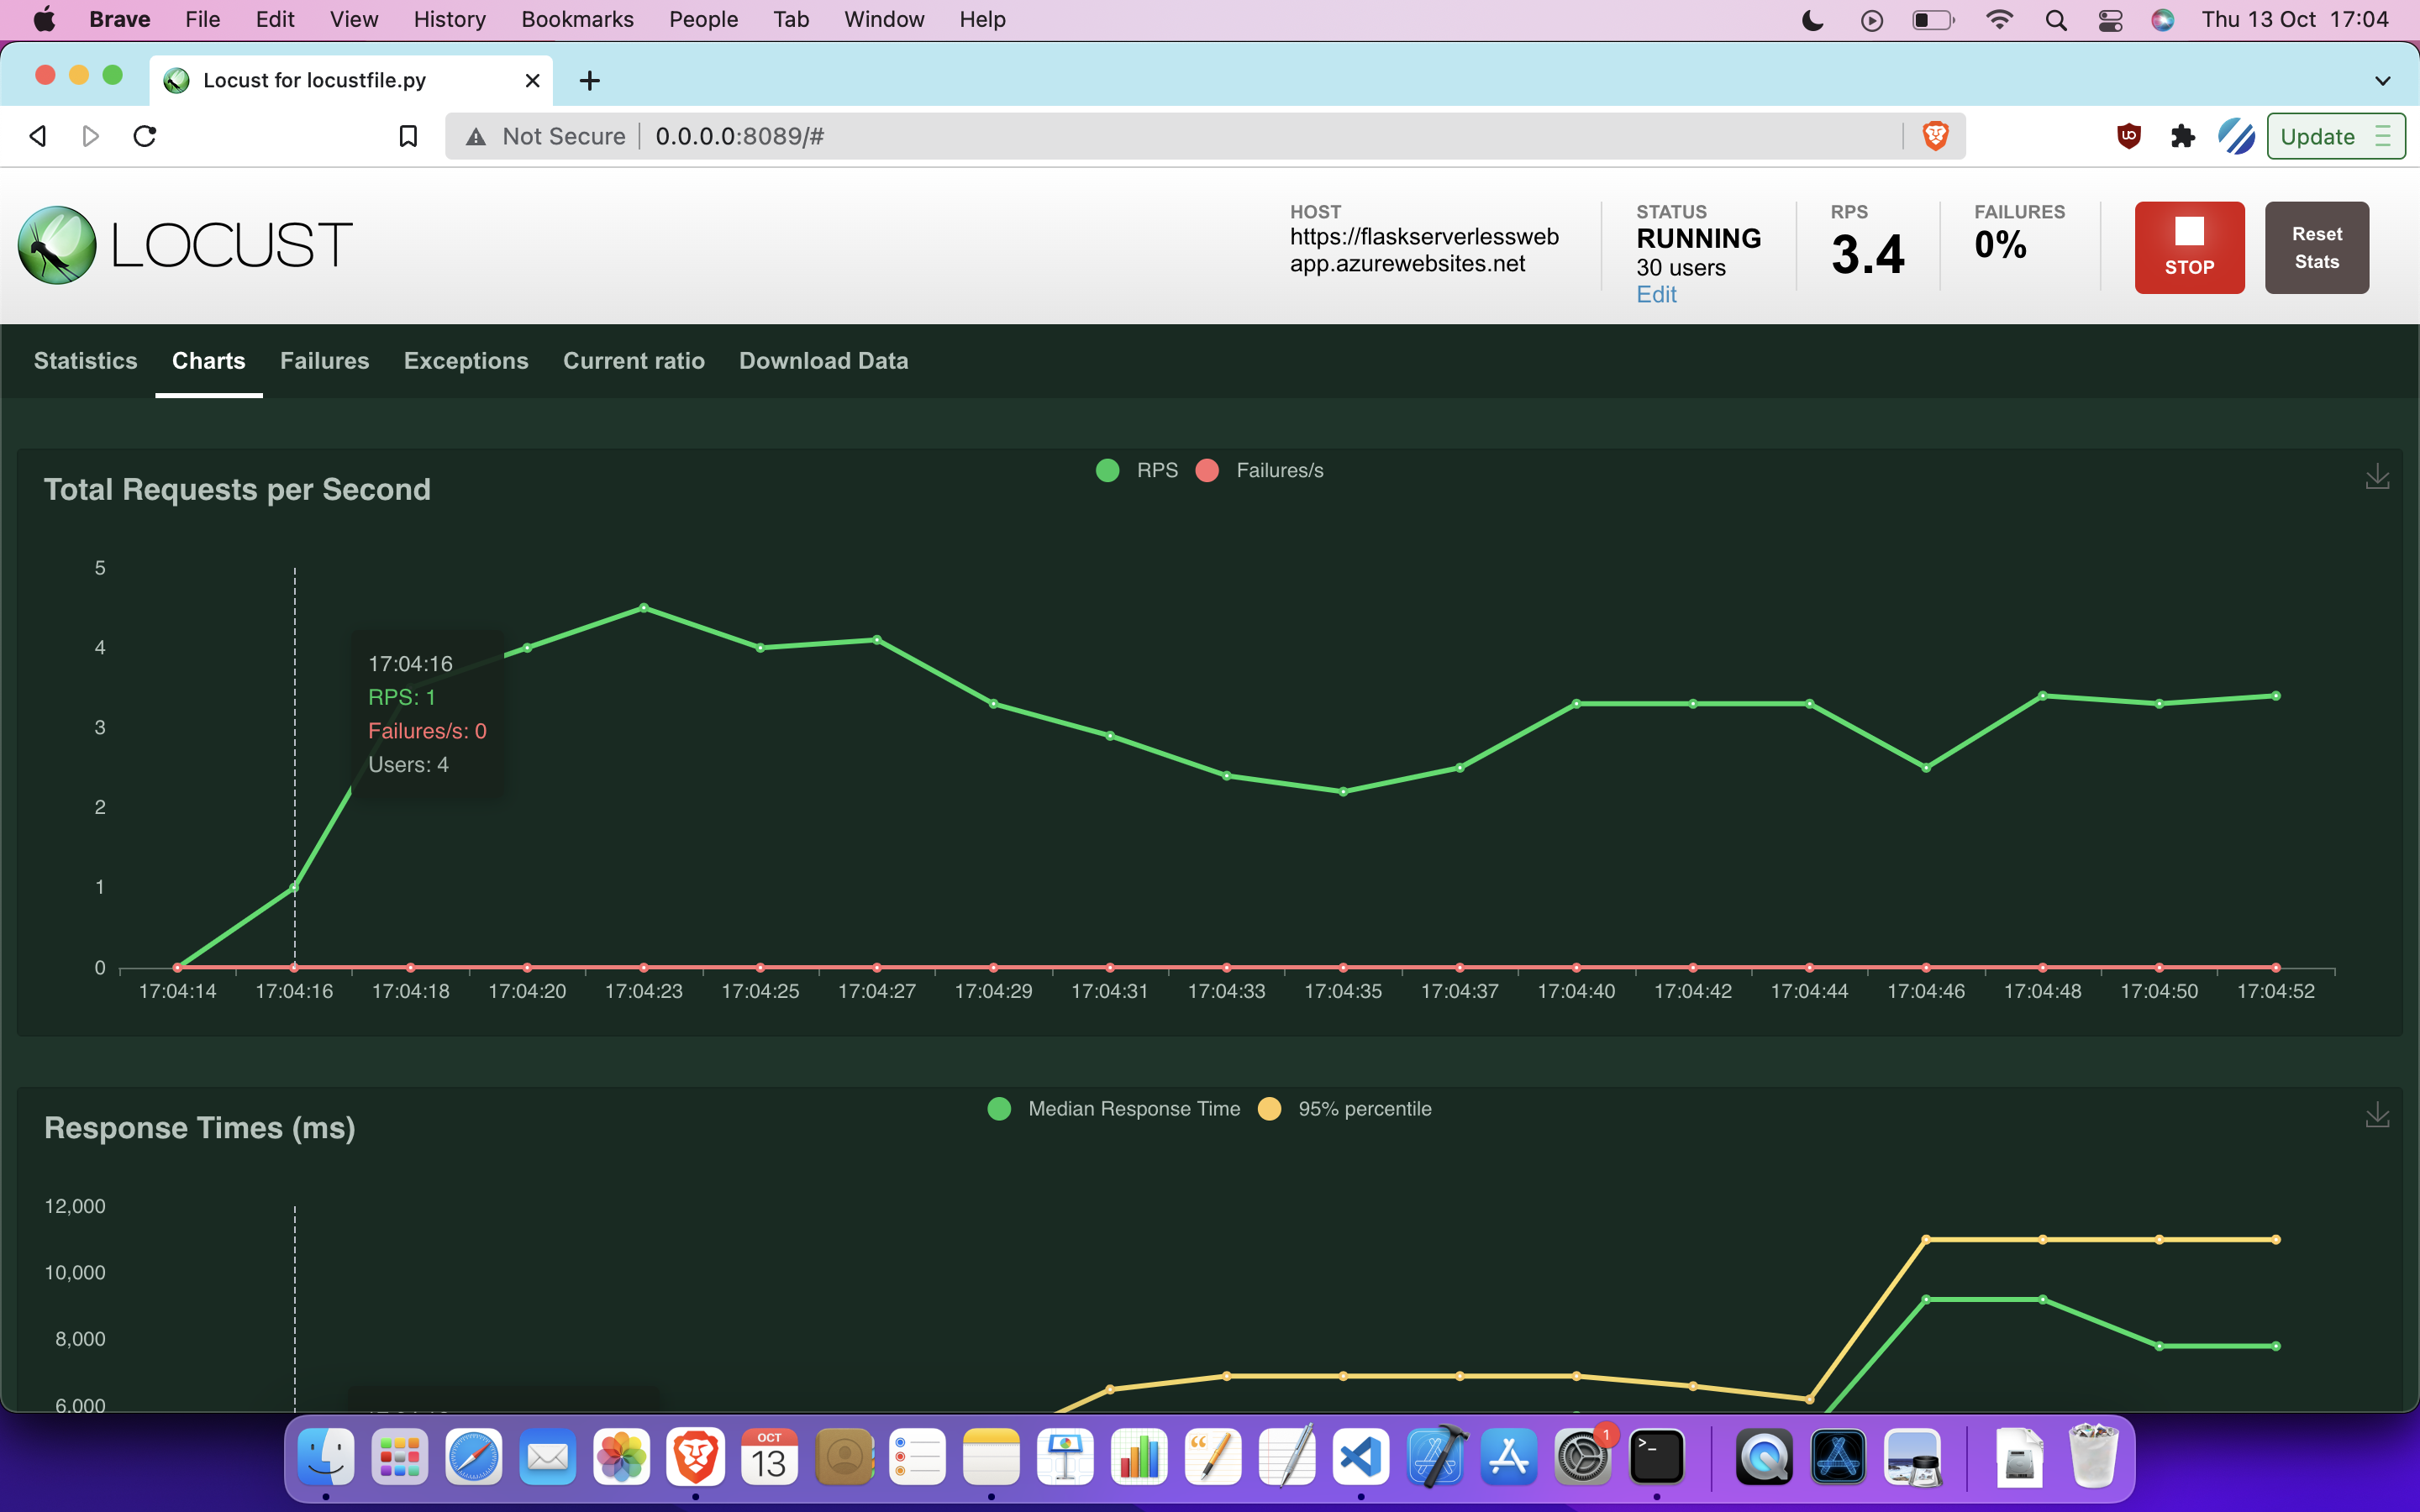 Brave File Edit View History Bookmarks People Tab Window Help Thu 13 Oct 17:04
Locust for locustfile.py
Not Secure 0.0.0.0:8089/# Update
LOCUST
HOST
https://flaskserverlessweb
app.azurewebsites.net
STATUS
RUNNING
30 users
Edit
RPS
3.4
FAILURES
0%
STOP
Reset
Stats
Statistics Charts Failures Exceptions Current ratio Download Data
Total Requests per Second
RPS Failures/s
5
4
3
2
1
0
17:04:16
RPS: 1
Failures/s: 0
Users: 4
17:04:14 17:04:16 17:04:18 17:04:20 17:04:23 17:04:25 17:04:27 17:04:29 17:04:31 17:04:33 17:04:35 17:04:37 17:04:40 17:04:42 17:04:44 17:04:46 17:04:48 17:04:50 17:04:52
Response Times (ms)
Median Response Time 95% percentile
12,000
10,000
8,000
6,000
OCT
13
1